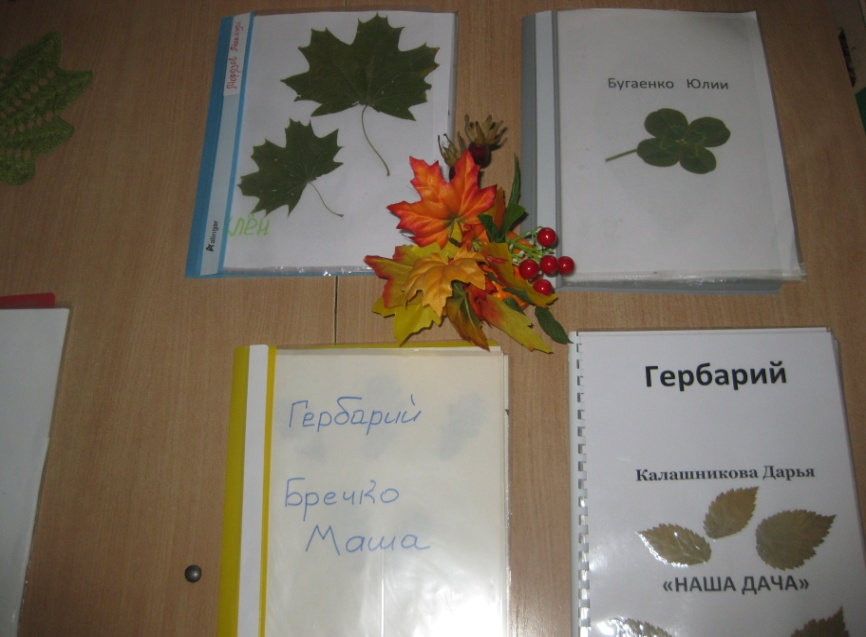 КЛЁН
Бугаенко Юлии
Гербарий
Бречко
Маша
Гербарий
Калашникова Дарья
«НАША ДАЧА»